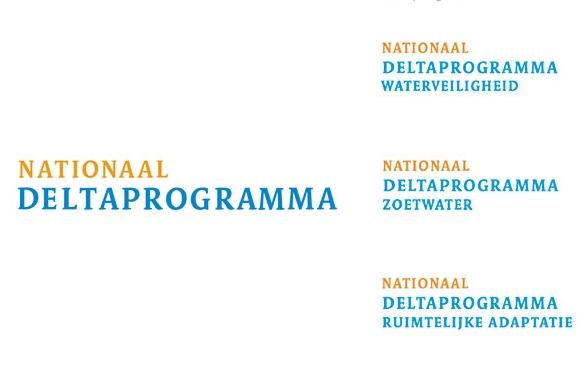 NATIONAAL
DELTAPROGRAMMA
NATIONAAL
DELTAPROGRAMMA
WATERVEILIGHEID
NATIONAAL
DELTAPROGRAMMA
ZOETWATER
NATIONAAL
DELTAPROGRAMMA
RUIMTELIJKE ADAPTATIE